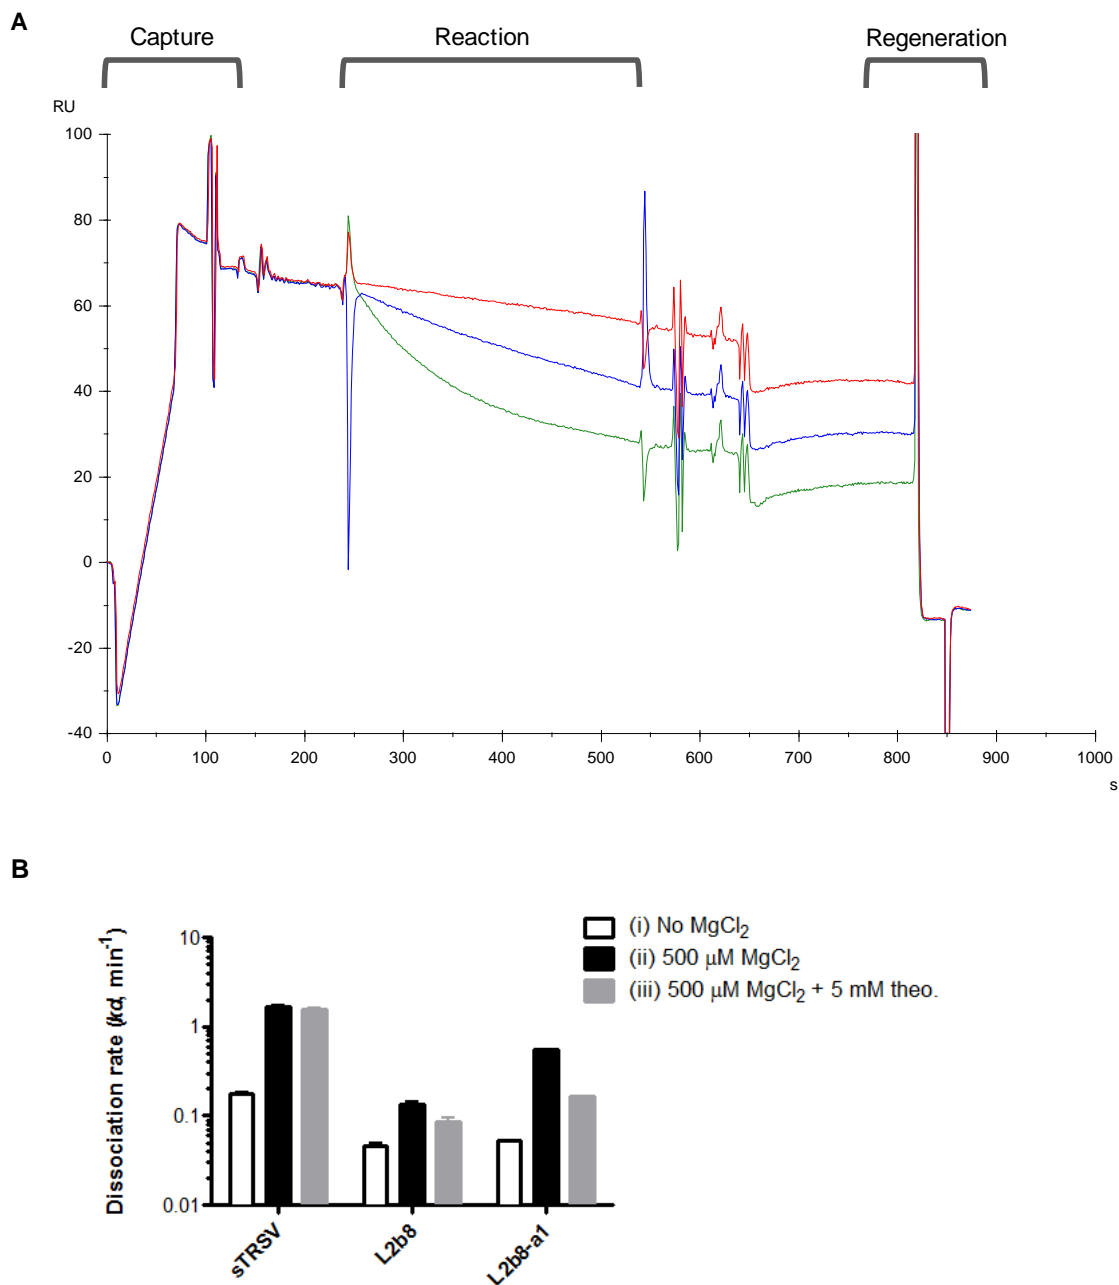 A
Capture Reaction Regeneration
RU
100
80
60
40
20
0
-20
-40
0 100 200 300 400 500 600 700 800 900 1000
s
B
(i) No MgCl2
(ii) 500 µM MgCl2
(iii) 500 µM MgCl2 + 5 mM theo.
Dissociation rate (kd, min-1)
10
1
0.1
0.01
sTRSV L2b8 L2b8-a1